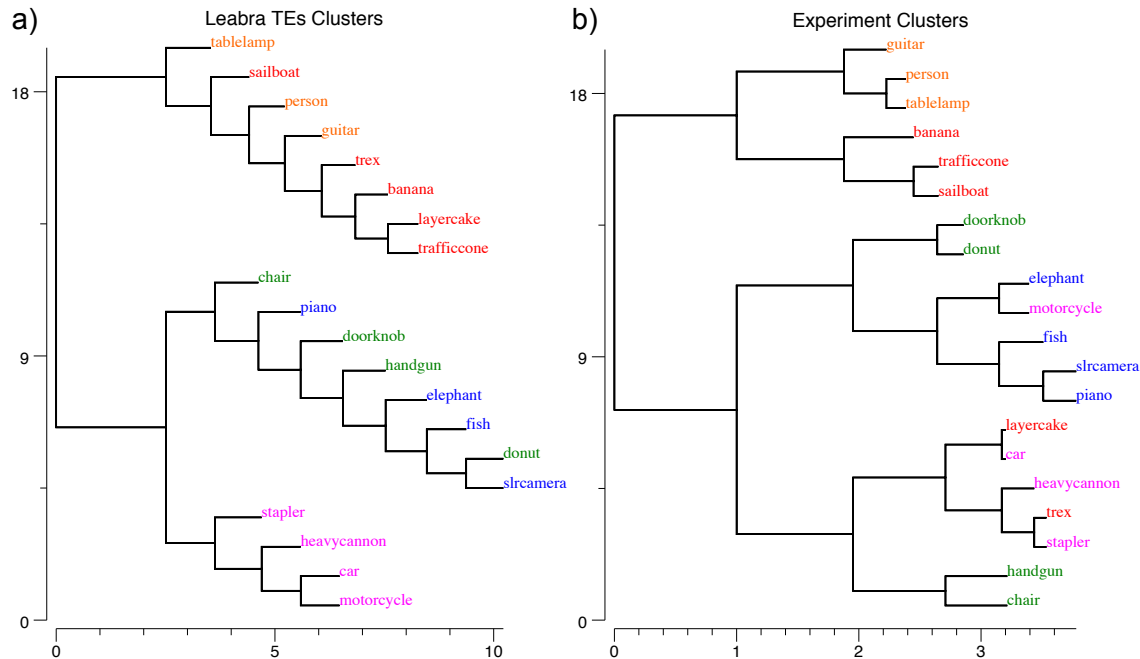 a)
Leabra TEs Clusters
tablelamp
sailboat
person
guitar
trex
banana
layercake
trafficcone
chair
piano
doorknob
handgun
elephant
fish
donut
slrcamera
stapler
heavycannon
car
motorcycle
18
9
0
0
5
10
b)
Experiment Clusters
guitar
person
tablelamp
banana
trafficcone
sailboat
doorknob
donut
elephant
motorcycle
fish
slrcamera
piano
layercake
car
heavycannon
trex
stapler
handgun
chair
18
9
0
0
1
2
3